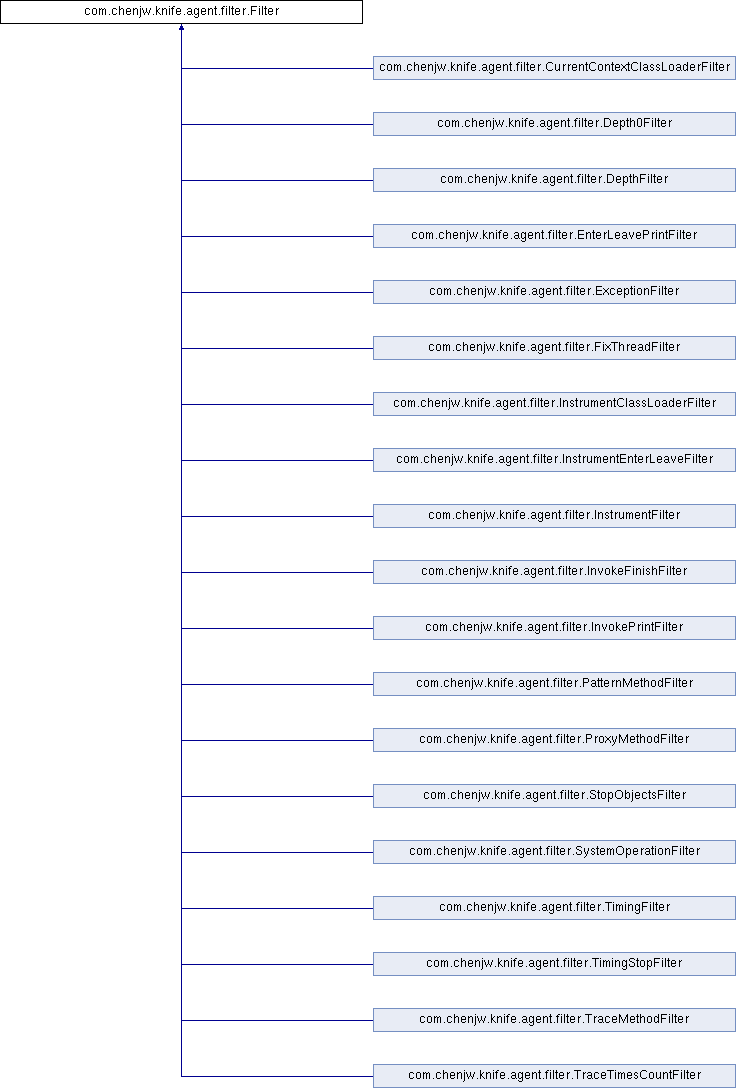 com.chenjw.knife.agent.filter.Filter
com.chenjw.knife.agent.filter.CurrentContextClassLoaderFilter
com.chenjw.knife.agent.filter.Depth0Filter
com.chenjw.knife.agent.filter.DepthFilter
com.chenjw.knife.agent.filter.EnterLeavePrintFilter
com.chenjw.knife.agent.filter.ExceptionFilter
com.chenjw.knife.agent.filter.FixThreadFilter
com.chenjw.knife.agent.filter.InstrumentClassLoaderFilter
com.chenjw.knife.agent.filter.InstrumentEnterLeaveFilter
com.chenjw.knife.agent.filter.InstrumentFilter
com.chenjw.knife.agent.filter.InvokeFinishFilter
com.chenjw.knife.agent.filter.InvokePrintFilter
com.chenjw.knife.agent.filter.PatternMethodFilter
com.chenjw.knife.agent.filter.ProxyMethodFilter
com.chenjw.knife.agent.filter.StopObjectsFilter
com.chenjw.knife.agent.filter.SystemOperationFilter
com.chenjw.knife.agent.filter.TimingFilter
com.chenjw.knife.agent.filter.TimingStopFilter
com.chenjw.knife.agent.filter.TraceMethodFilter
com.chenjw.knife.agent.filter.TraceTimesCountFilter